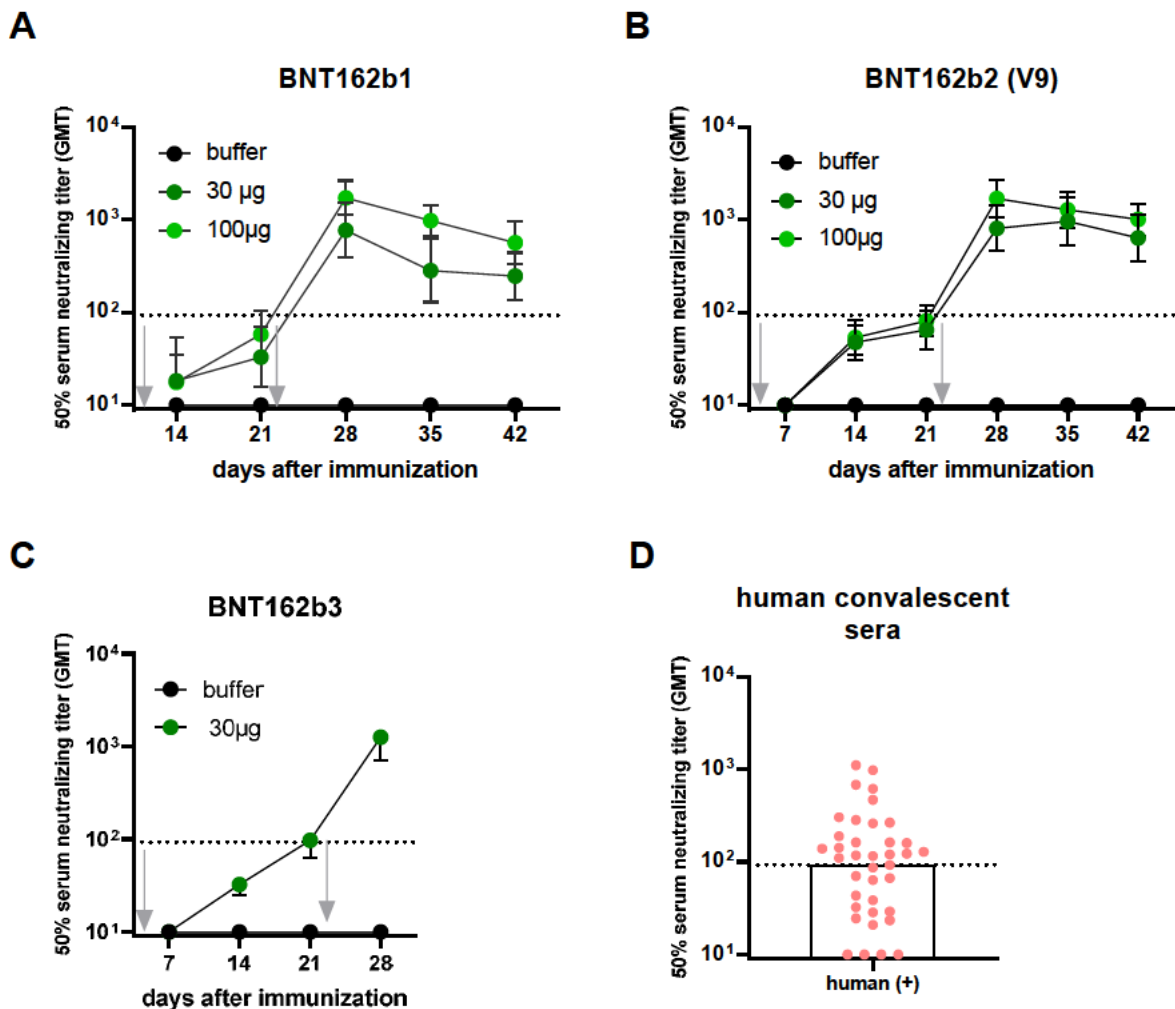 A
BNT162b1
50% serum neutralizing titer (GMT)
10⁴
10³
10²
10¹
buffer
30 µg
100µg
14 21 28 35 42
days after immunization
B
BNT162b2 (V9)
50% serum neutralizing titer (GMT)
10⁴
10³
10²
10¹
buffer
30 µg
100µg
7 14 21 28 35 42
days after immunization
C
BNT162b3
50% serum neutralizing titer (GMT)
10⁴
10³
10²
10¹
buffer
30µg
7 14 21 28
days after immunization
D
human convalescent
sera
50% serum neutralizing titer (GMT)
10⁴
10³
10²
10¹
human (+)